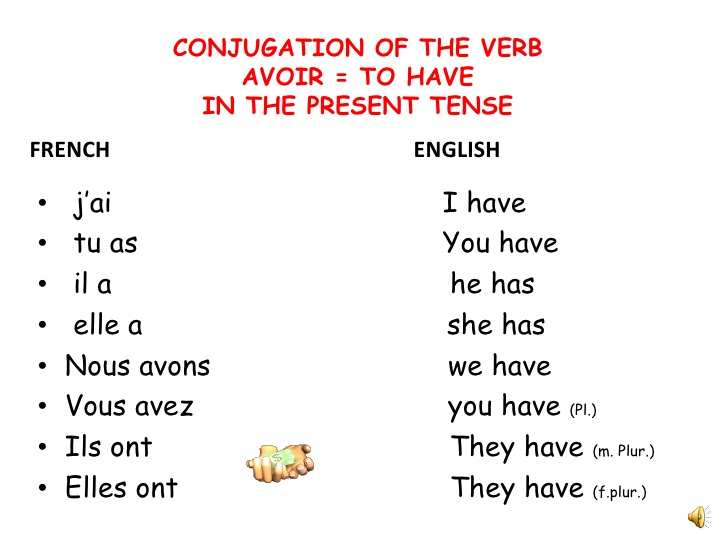 CONJUGATION OF THE VERB
AVOIR = TO HAVE
IN THE PRESENT TENSE
FRENCH ENGLISH
• j’ai I have
• tu as You have
• il a he has
• elle a she has
• Nous avons we have
• Vous avez you have (Pl.)
• Ils ont They have (m. Plur.)
• Elles ont They have (f.plur.)